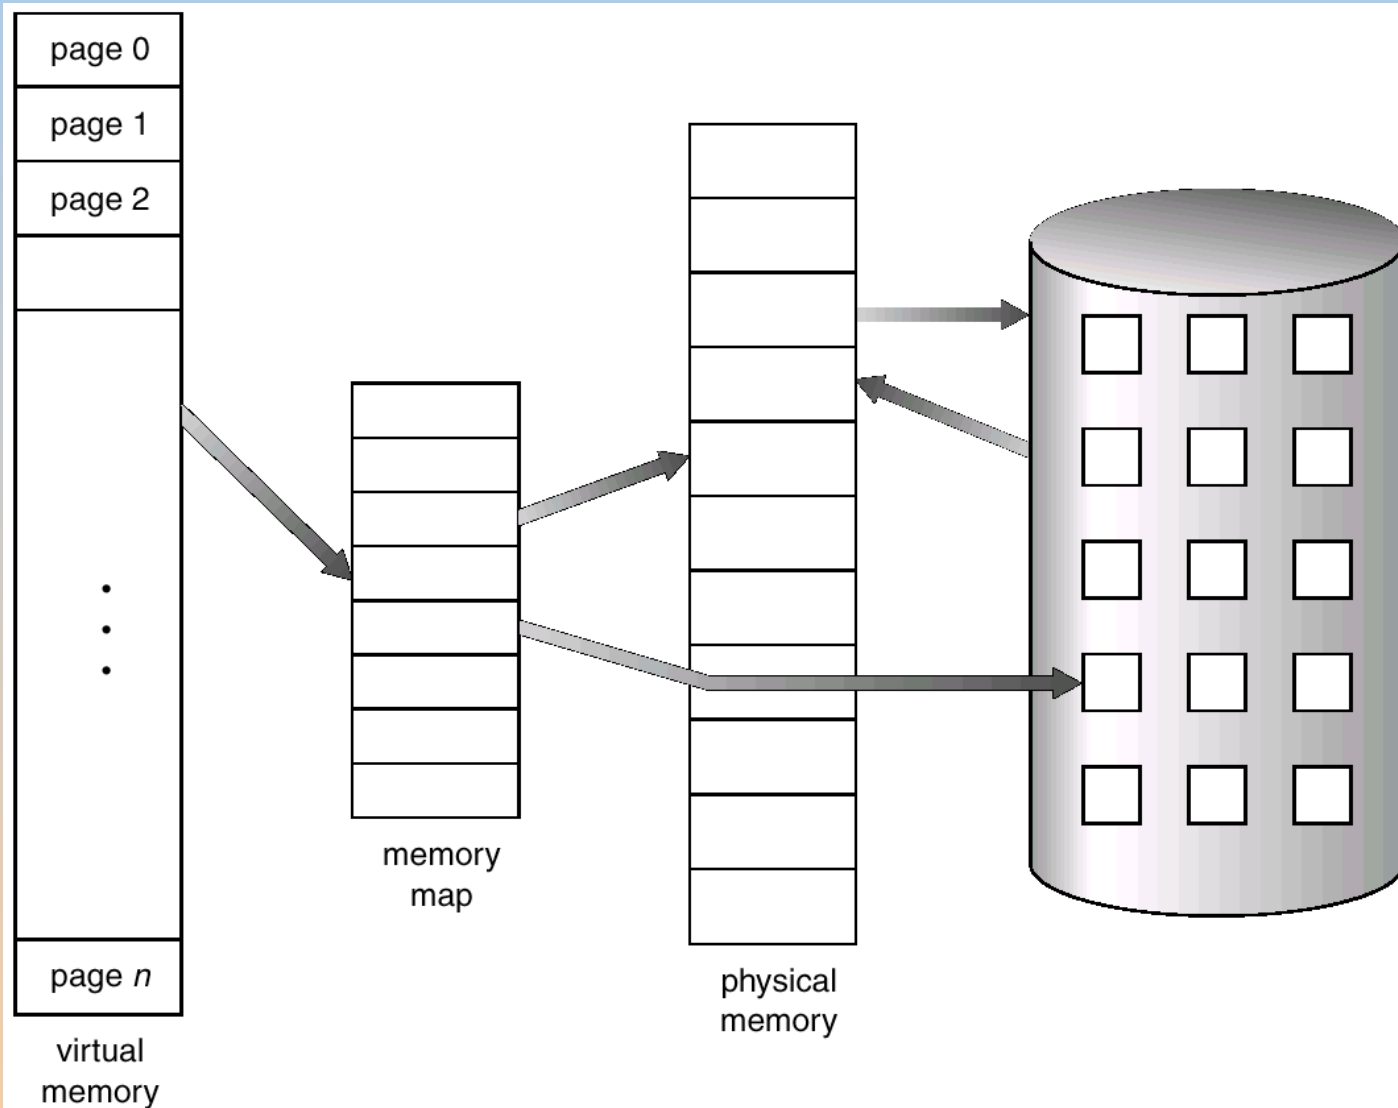 page 0
page 1
page 2
page n
virtual
memory
memory
map
physical
memory